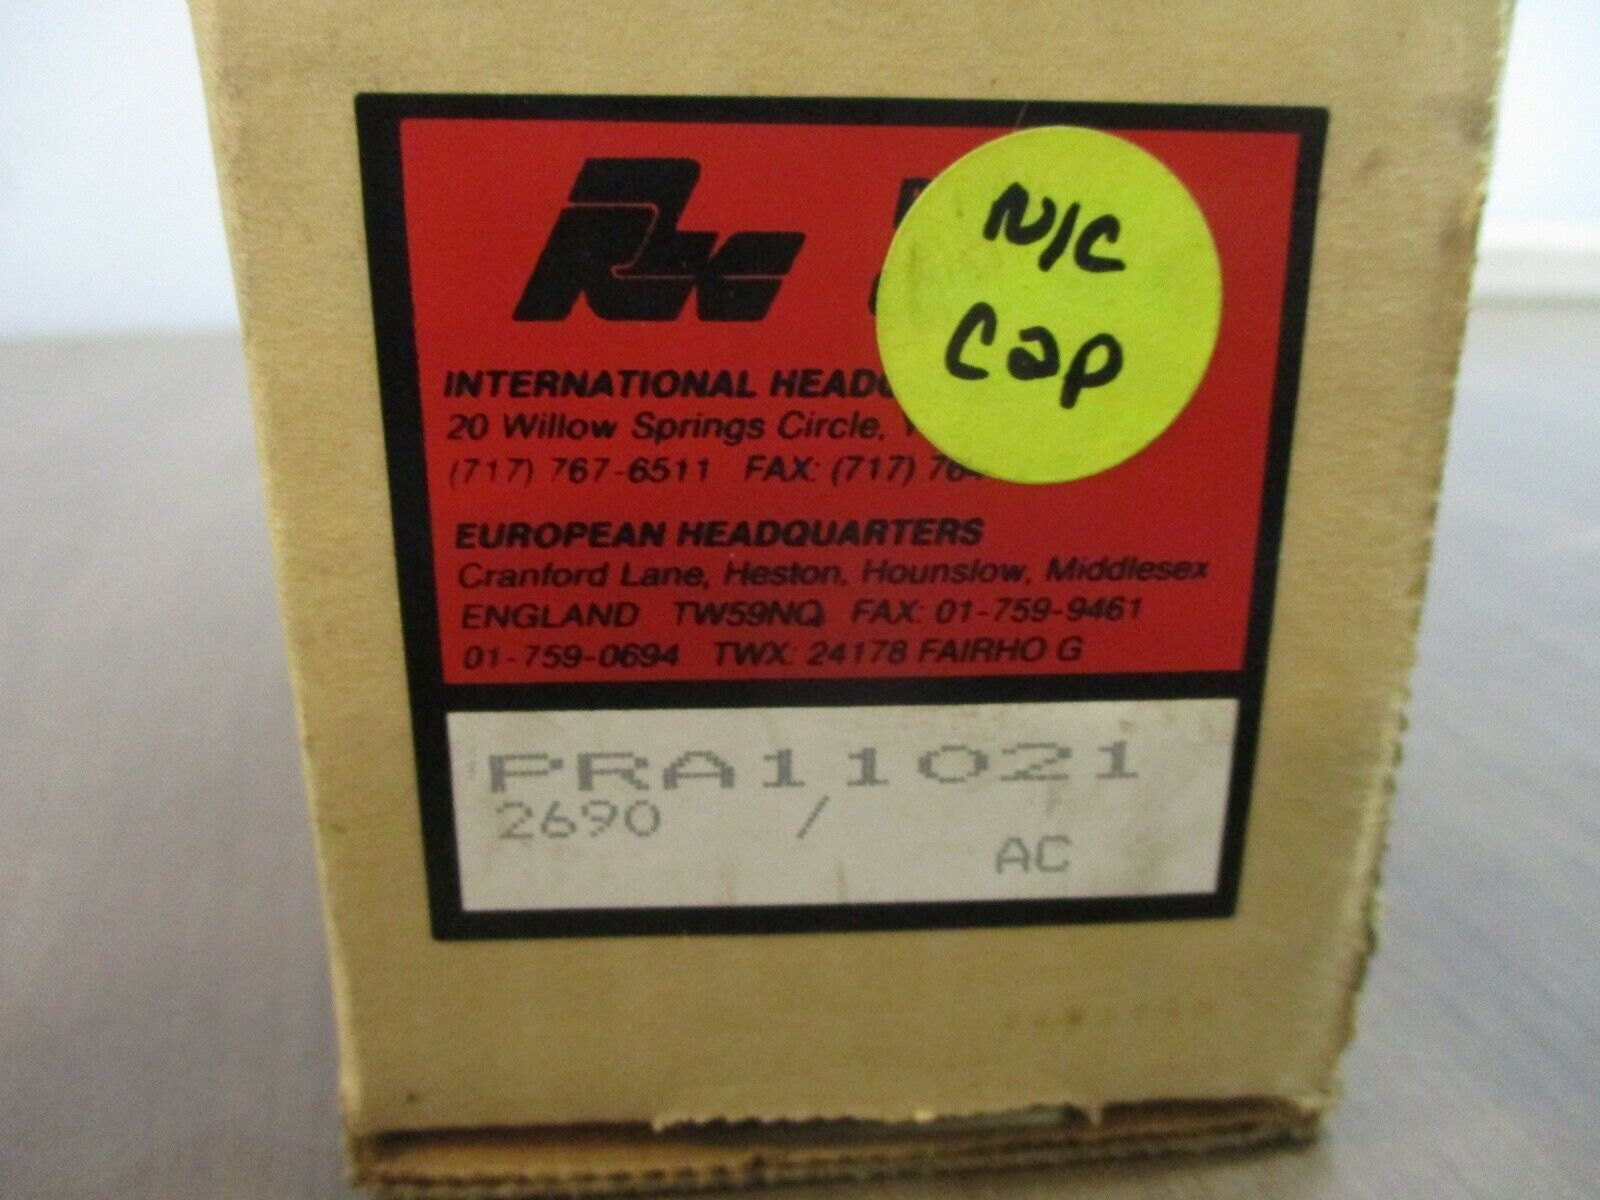 N/C
Cap
INTERNATIONAL
20 Willow Springs Circle,
(717) 767-6511 FAX: (717)
EUROPEAN HEADQUARTERS
Cranford Lane, Heston, Hounslow, Middlesex
ENGLAND TW59NQ FAX: 01-759-9461
01-759-0694 TWX: 24178 FAIRHO G
PRA11021
2690 /
AC